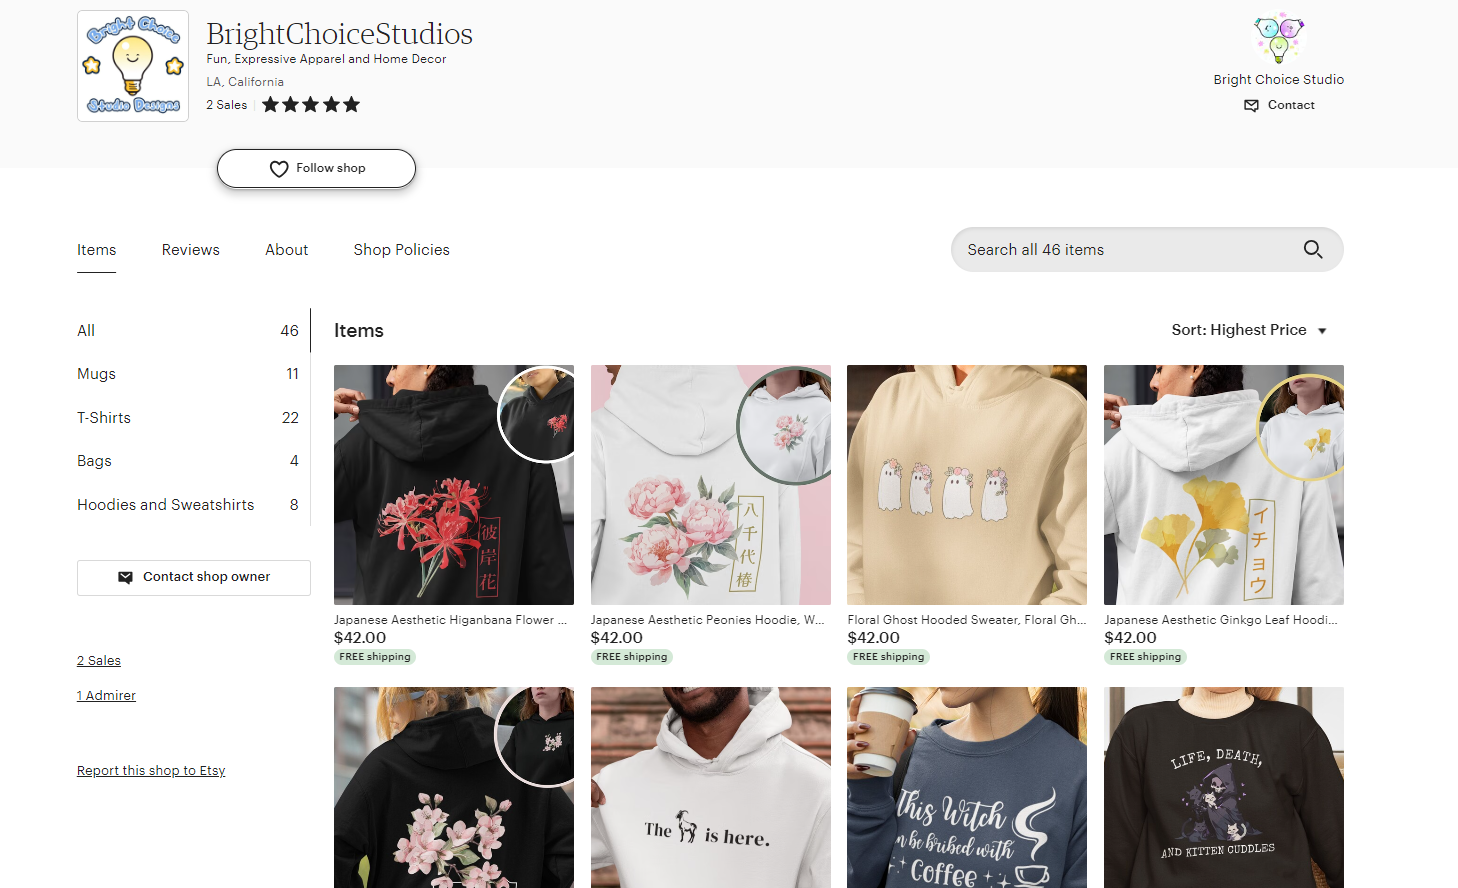 Bright Choice
Studio Designs
BrightChoiceStudios
Fun, Expressive Apparel and Home Decor
LA, California
2 Sales
Follow shop
Bright Choice Studio
Contact
Items
Reviews
About
Shop Policies
Search all 46 items
All 46
Mugs 11
T-Shirts 22
Bags 4
Hoodies and Sweatshirts 8
Contact shop owner
2 Sales
1 Admirer
Report this shop to Etsy
Items
Sort: Highest Price
彼岸花
Japanese Aesthetic Higanbana Flower ...
$42.00
FREE shipping
八千代椿
Japanese Aesthetic Peonies Hoodie, W...
$42.00
FREE shipping
Floral Ghost Hooded Sweater, Floral Gh...
$42.00
FREE shipping
イチョウ
Japanese Aesthetic Ginkgo Leaf Hoodi...
$42.00
FREE shipping
The is here.
This Witch
n be bribed with
Coffee
LIFE, DEATH,
AND KITTEN CUDDLES